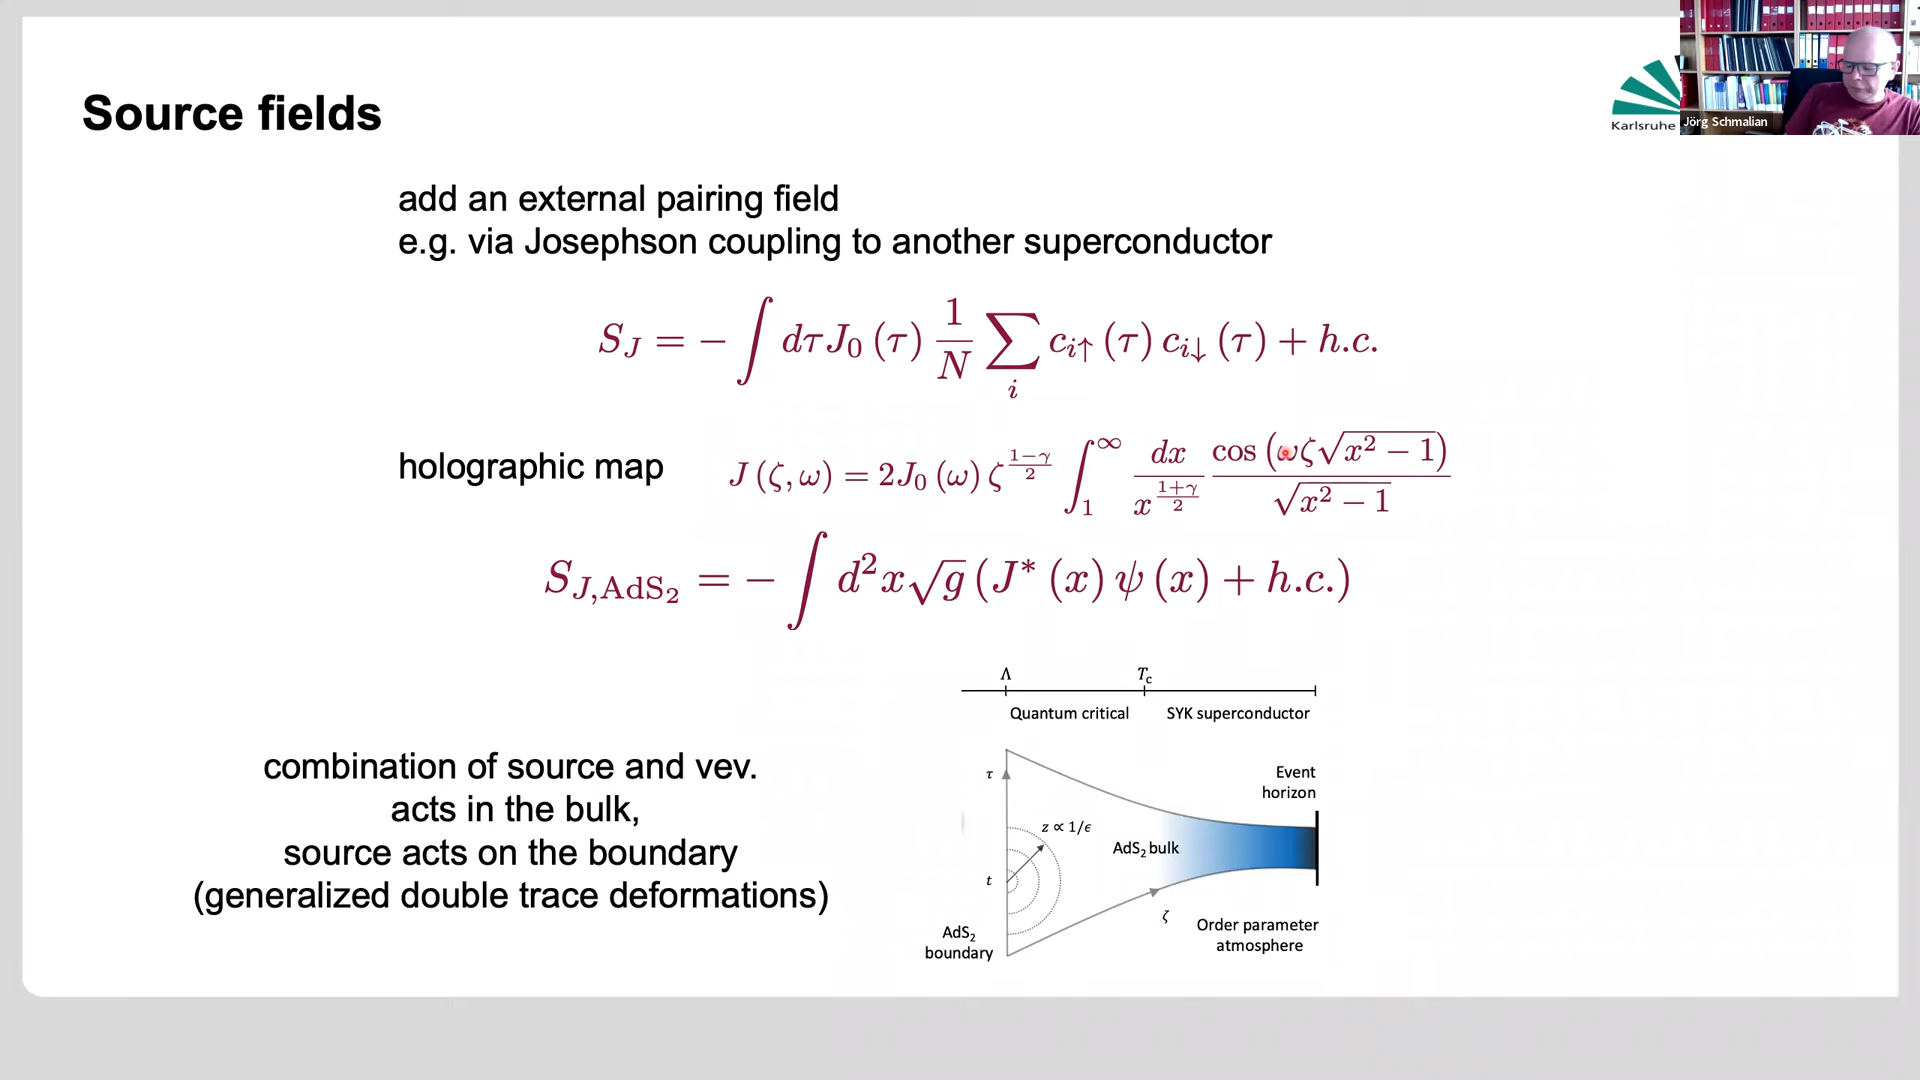 Source fields
Karlsruhe
Jörg Schmalian
add an external pairing field
e.g. via Josephson coupling to another superconductor
S_J = − ∫ dτ J_0 (τ) 1/N ∑_i c_{i↑} (τ) c_{i↓} (τ) + h.c.
holographic map J (ζ, ω) = 2J_0 (ω) ζ^{(1−γ)/2} ∫_1^∞ dx / x^{(1+γ)/2} cos (ωζ√(x² − 1)) / √(x² − 1)
S_{J,AdS_2} = − ∫ d²x √g (J* (x) ψ (x) + h.c.)
Λ T_c
Quantum critical SYK superconductor
combination of source and vev.
acts in the bulk,
source acts on the boundary
(generalized double trace deformations)
τ
Event
horizon
z ∝ 1/ϵ
AdS₂ bulk
t
ζ
Order parameter
atmosphere
AdS₂
boundary